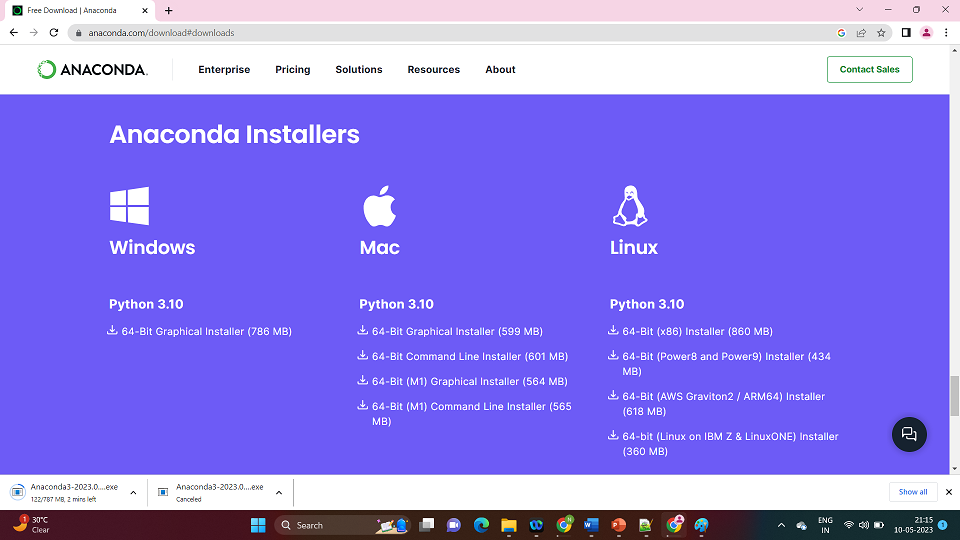 Free Download | Anaconda
anaconda.com/download#downloads
ANACONDA.
Enterprise
Pricing
Solutions
Resources
About
Contact Sales
Anaconda Installers
Windows
Python 3.10
64-Bit Graphical Installer (786 MB)
Mac
Python 3.10
64-Bit Graphical Installer (599 MB)
64-Bit Command Line Installer (601 MB)
64-Bit (M1) Graphical Installer (564 MB)
64-Bit (M1) Command Line Installer (565
MB)
Linux
Python 3.10
64-Bit (x86) Installer (860 MB)
64-Bit (Power8 and Power9) Installer (434
MB)
64-Bit (AWS Graviton2 / ARM64) Installer
(618 MB)
64-bit (Linux on IBM Z & LinuxONE) Installer
(360 MB)
Anaconda3-2023.0....exe
122/787 MB, 2 mins left
Anaconda3-2023.0....exe
Canceled
Show all
1
30°C
Clear
Search
N
ENG
IN
21:15
10-05-2023
3